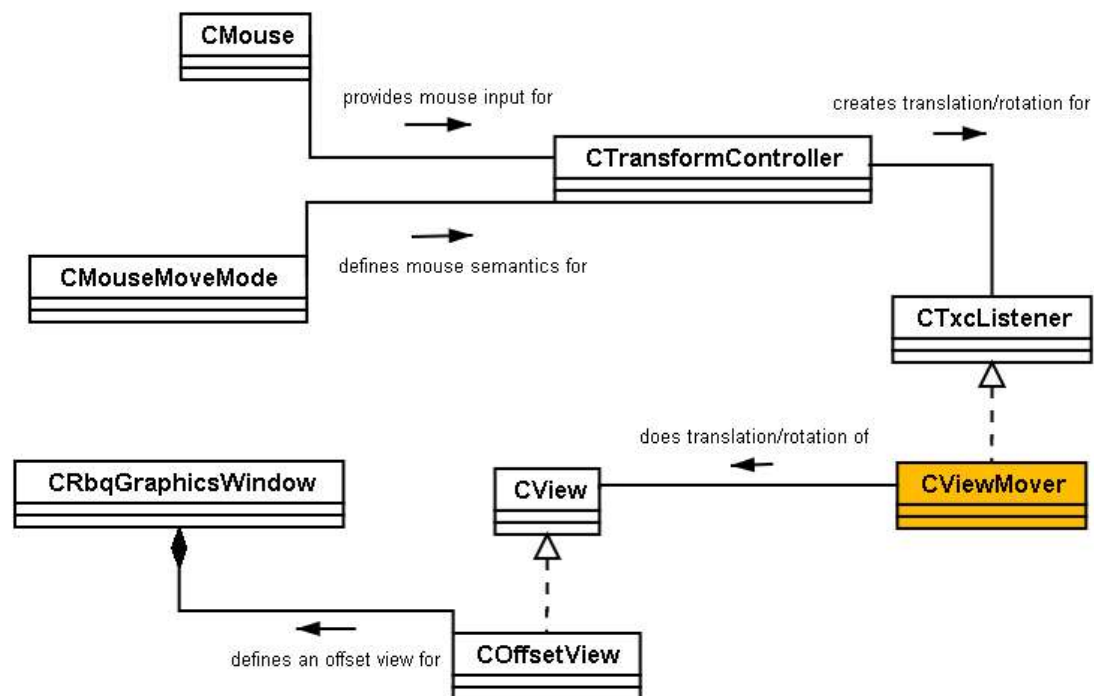 CMouse
provides mouse input for
creates translation/rotation for
CTransformController
defines mouse semantics for
CMouseMoveMode
CTxcListener
does translation/rotation of
CRbqGraphicsWindow
CView
CViewMover
defines an offset view for
COffsetView